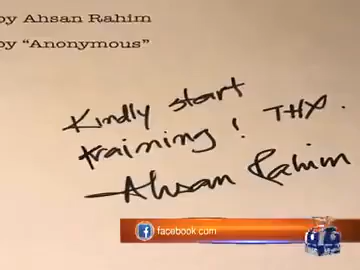 by Ahsan Rahim
by “Anonymous”
Kindly start
training! THX.
—Ahsan Rahim
facebook.com